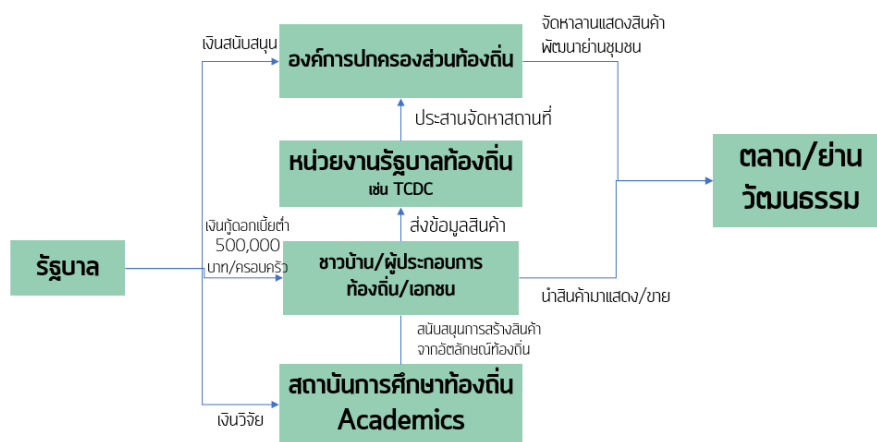 เงินสนับสนุน
องค์การปกครองส่วนท้องถิ่น
จัดหาลานแสดงสินค้า
พัฒนาย่านชุมชน
ประสานจัดหาสถานที่
หน่วยงานรัฐบาลท้องถิ่น
เช่น TCDC
ตลาด/ย่าน
วัฒนธรรม
เงินกู้ดอกเบี้ยต่ำ
500,000
บาท/ครอบครัว
ส่งข้อมูลสินค้า
รัฐบาล
ชาวบ้าน/ผู้ประกอบการ
ท้องถิ่น/เอกชน
นำสินค้ามาแสดง/ขาย
สนับสนุนการสร้างสินค้า
จากอัตลักษณ์ท้องถิ่น
สถาบันการศึกษาท้องถิ่น
Academics
เงินวิจัย